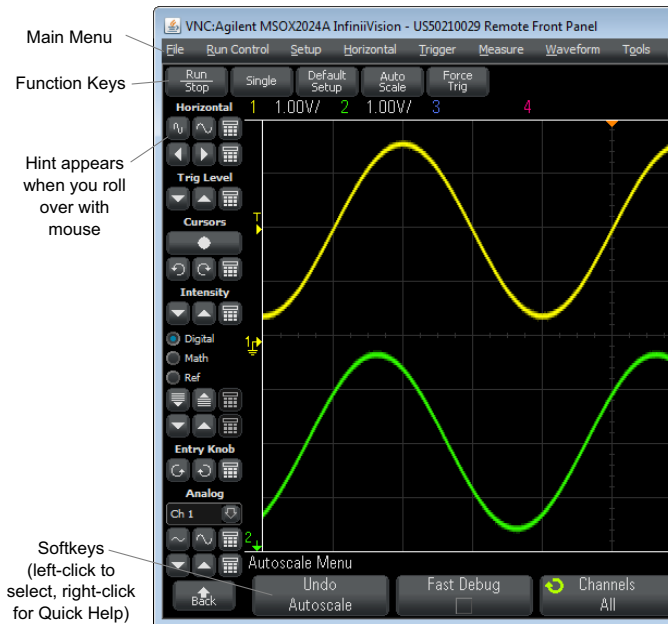 VNC:Agilent MSOX2024A InfiniiVision - US50210029 Remote Front Panel
Main Menu
File Run Control Setup Horizontal Trigger Measure Waveform Tools
Function Keys
Run
Stop
Single
Default
Setup
Auto
Scale
Force
Trig
Horizontal
1 1.00V/ 2 1.00V/ 3 4
Hint appears
when you roll
over with
mouse
Trig Level
T
Cursors
Intensity
Digital
1
Math
Ref
Entry Knob
Analog
Ch 1
2
Softkeys
(left-click to
select, right-click
for Quick Help)
Autoscale Menu
Back
Undo
Autoscale
Fast Debug
Channels
All